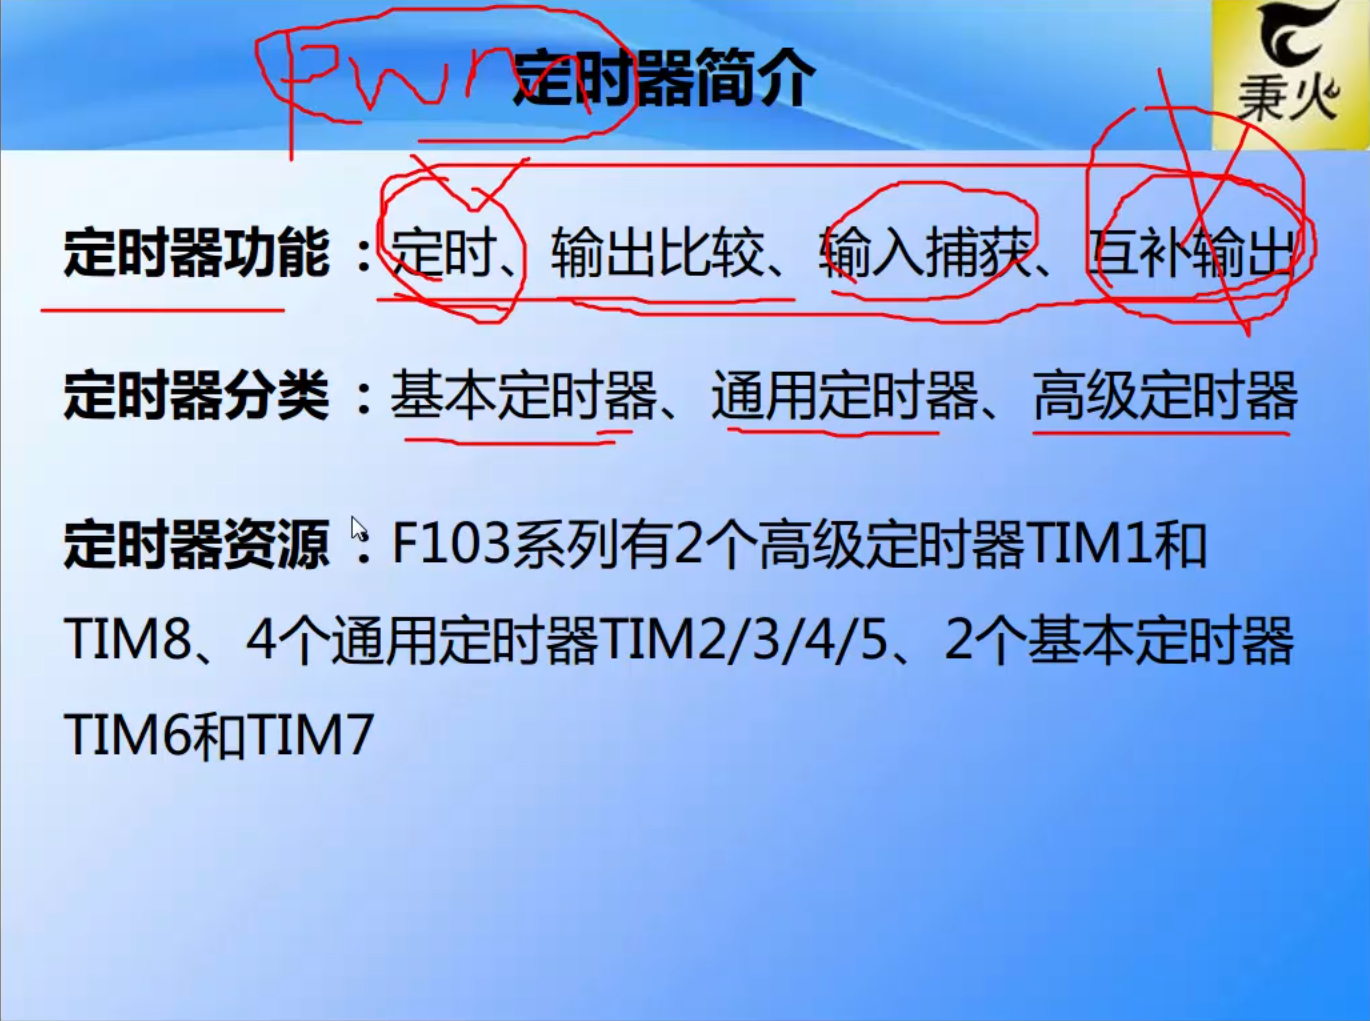 PWM
定时器简介
秉火
定时器功能：定时、输出比较、输入捕获、互补输出
定时器分类：基本定时器、通用定时器、高级定时器
定时器资源：F103系列有2个高级定时器TIM1和
TIM8、4个通用定时器TIM2/3/4/5、2个基本定时器
TIM6和TIM7